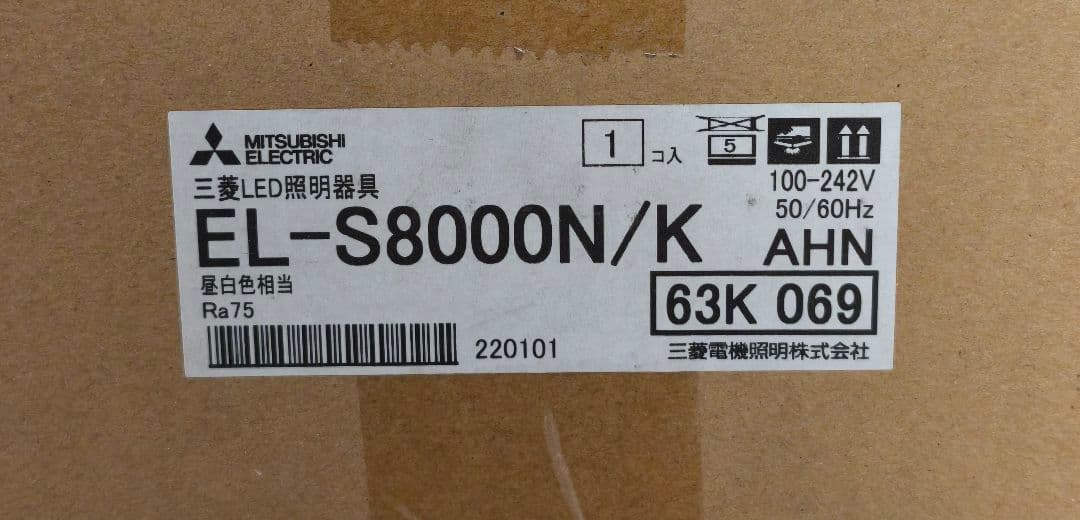 MITSUBISHI
ELECTRIC
1 コ入
5
三菱LED照明器具
100-242V
50/60Hz
EL-S8000N/K AHN
昼白色相当
Ra75
63K 069
220101
三菱電機照明株式会社